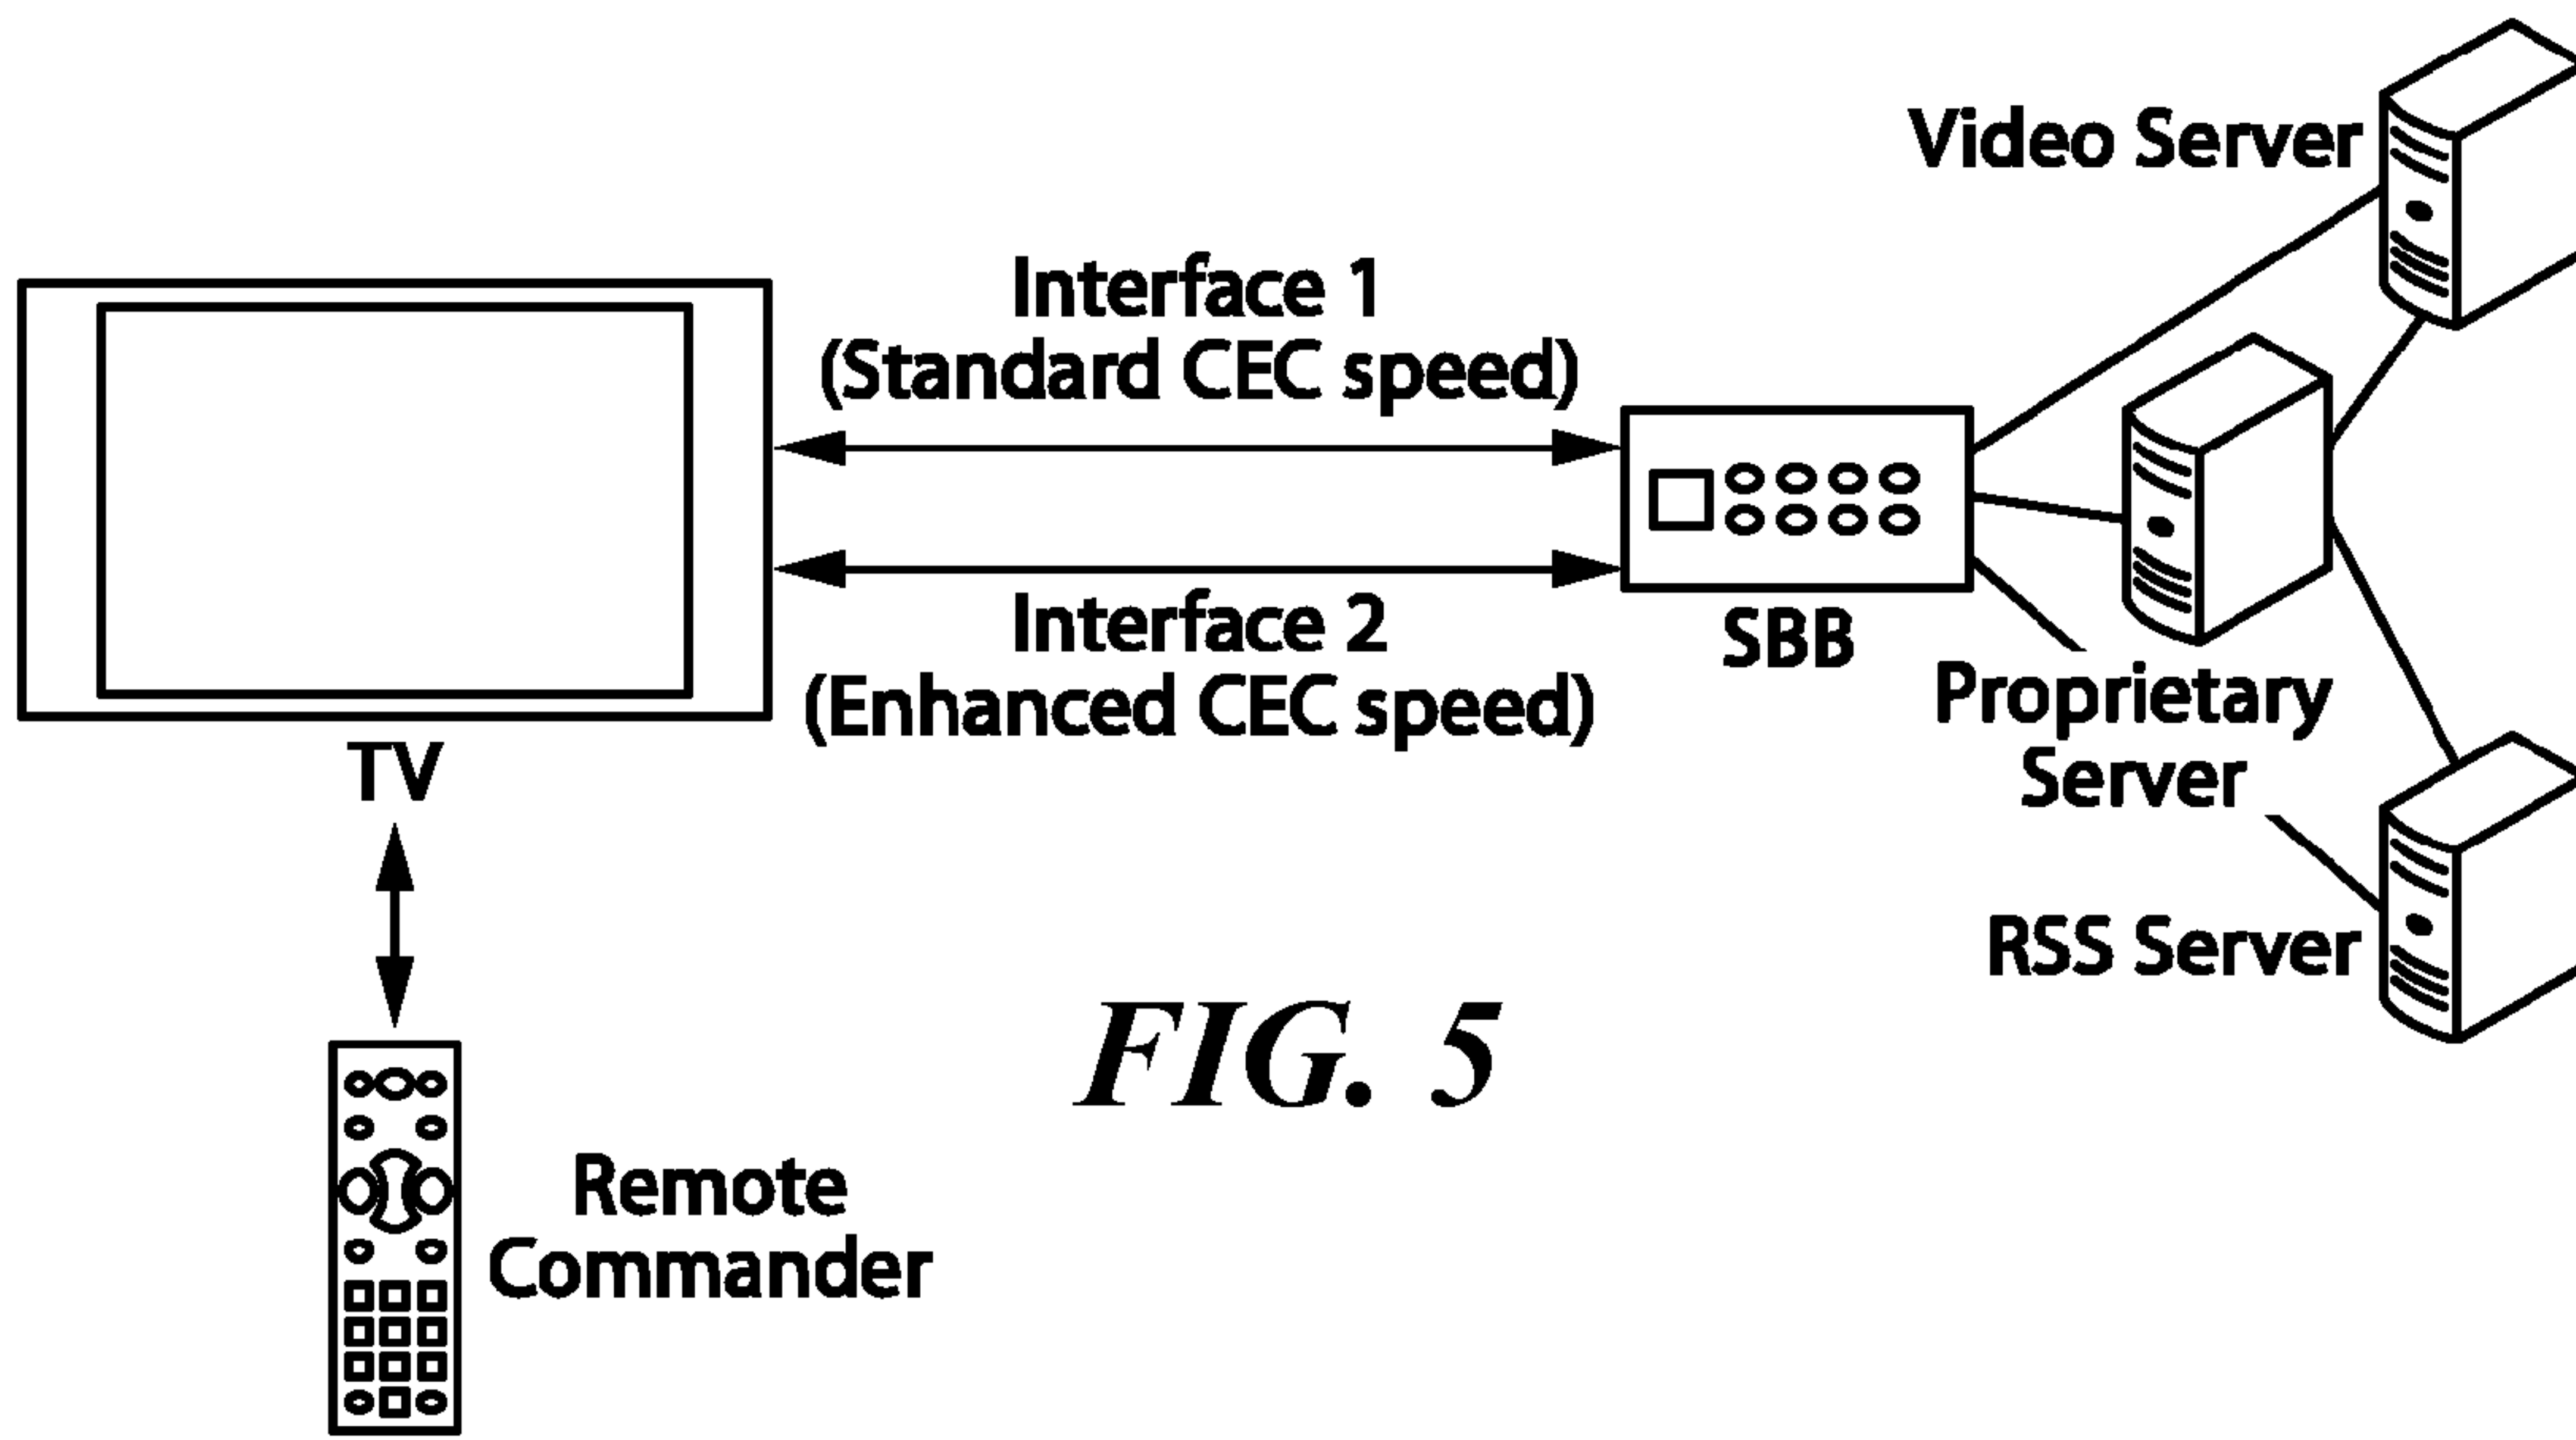 Video Server
Interface 1
(Standard CEC speed)
Interface 2
(Enhanced CEC speed)
SBB
Proprietary
Server
TV
RSS Server
FIG. 5
Remote
Commander